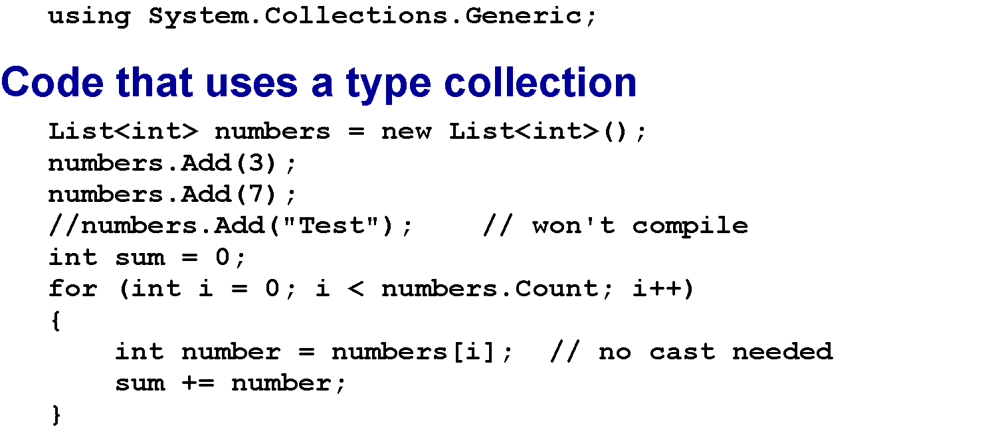 using System.Collections.Generic;
Code that uses a type collection
List<int> numbers = new List<int>();
numbers.Add(3);
numbers.Add(7);
//numbers.Add("Test");    // won't compile
int sum = 0;
for (int i = 0; i < numbers.Count; i++)
{
    int number = numbers[i];  // no cast needed
    sum += number;
}